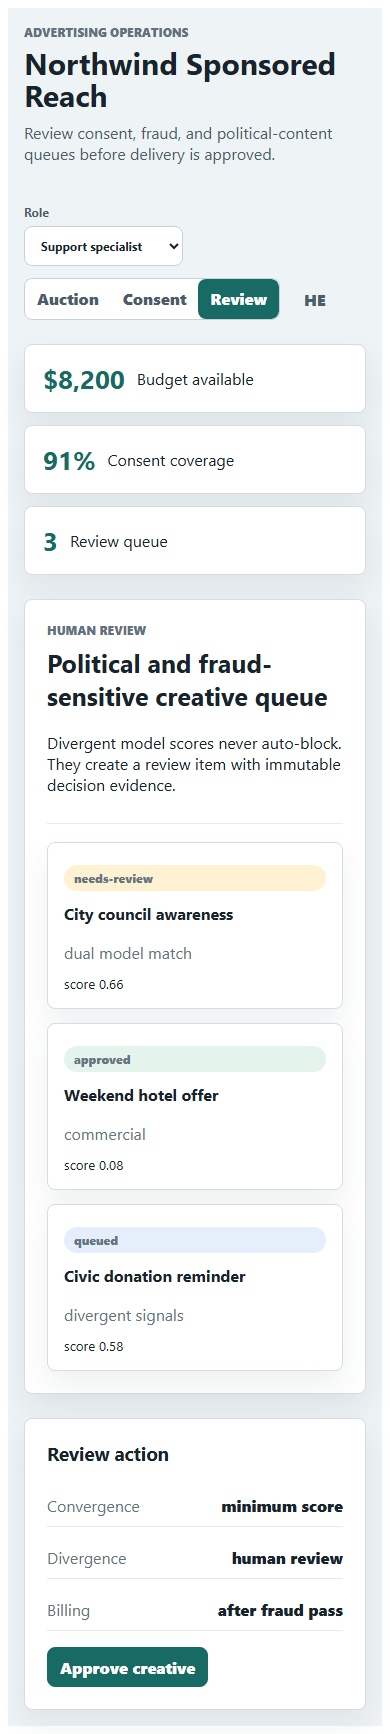 ADVERTISING OPERATIONS
Northwind Sponsored
Reach
Review consent, fraud, and political-content
queues before delivery is approved.
Role
Support specialist
Auction Consent Review HE
$8,200 Budget available
91% Consent coverage
3 Review queue
HUMAN REVIEW
Political and fraud-
sensitive creative queue
Divergent model scores never auto-block.
They create a review item with immutable
decision evidence.
needs-review
City council awareness
dual model match
score 0.66
approved
Weekend hotel offer
commercial
score 0.08
queued
Civic donation reminder
divergent signals
score 0.58
Review action
Convergence minimum score
Divergence human review
Billing after fraud pass
Approve creative